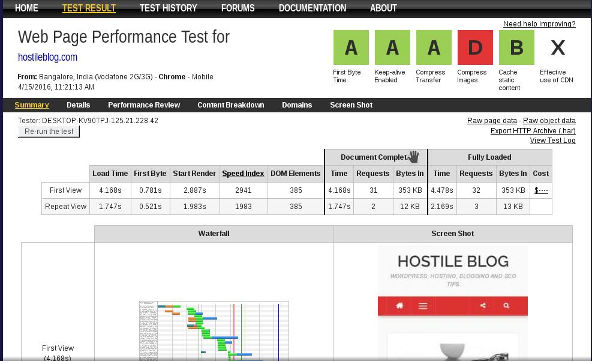 HOME TEST RESULT TEST HISTORY FORUMS DOCUMENTATION ABOUT
Need help improving?
Web Page Performance Test for
hostileblog.com
From: Bangalore, India (Vodafone 2G/3G) - Chrome - Mobile
4/15/2016, 11:21:13 AM
A A A D B X
First Byte Time
Keep-alive Enabled
Compress Transfer
Compress Images
Cache static content
Effective use of CDN
Summary Details Performance Review Content Breakdown Domains Screen Shot
Tester: DESKTOP-KV90TPJ-125.21.228.42
Re-run the test
Raw page data - Raw object data
Export HTTP Archive (.har)
View Test Log
Document Complete Fully Loaded
Load Time First Byte Start Render Speed Index DOM Elements Time Requests Bytes In Time Requests Bytes In Cost
First View 4.168s 0.781s 2.887s 2941 385 4.168s 31 353 KB 4.478s 32 353 KB $----
Repeat View 1.747s 0.521s 1.983s 1983 385 1.747s 2 12 KB 2.169s 3 13 KB
Waterfall Screen Shot
HOSTILE BLOG
WORDPRESS, HOSTING, BLOGGING AND SEO
TIPS
First View
(4.168s)